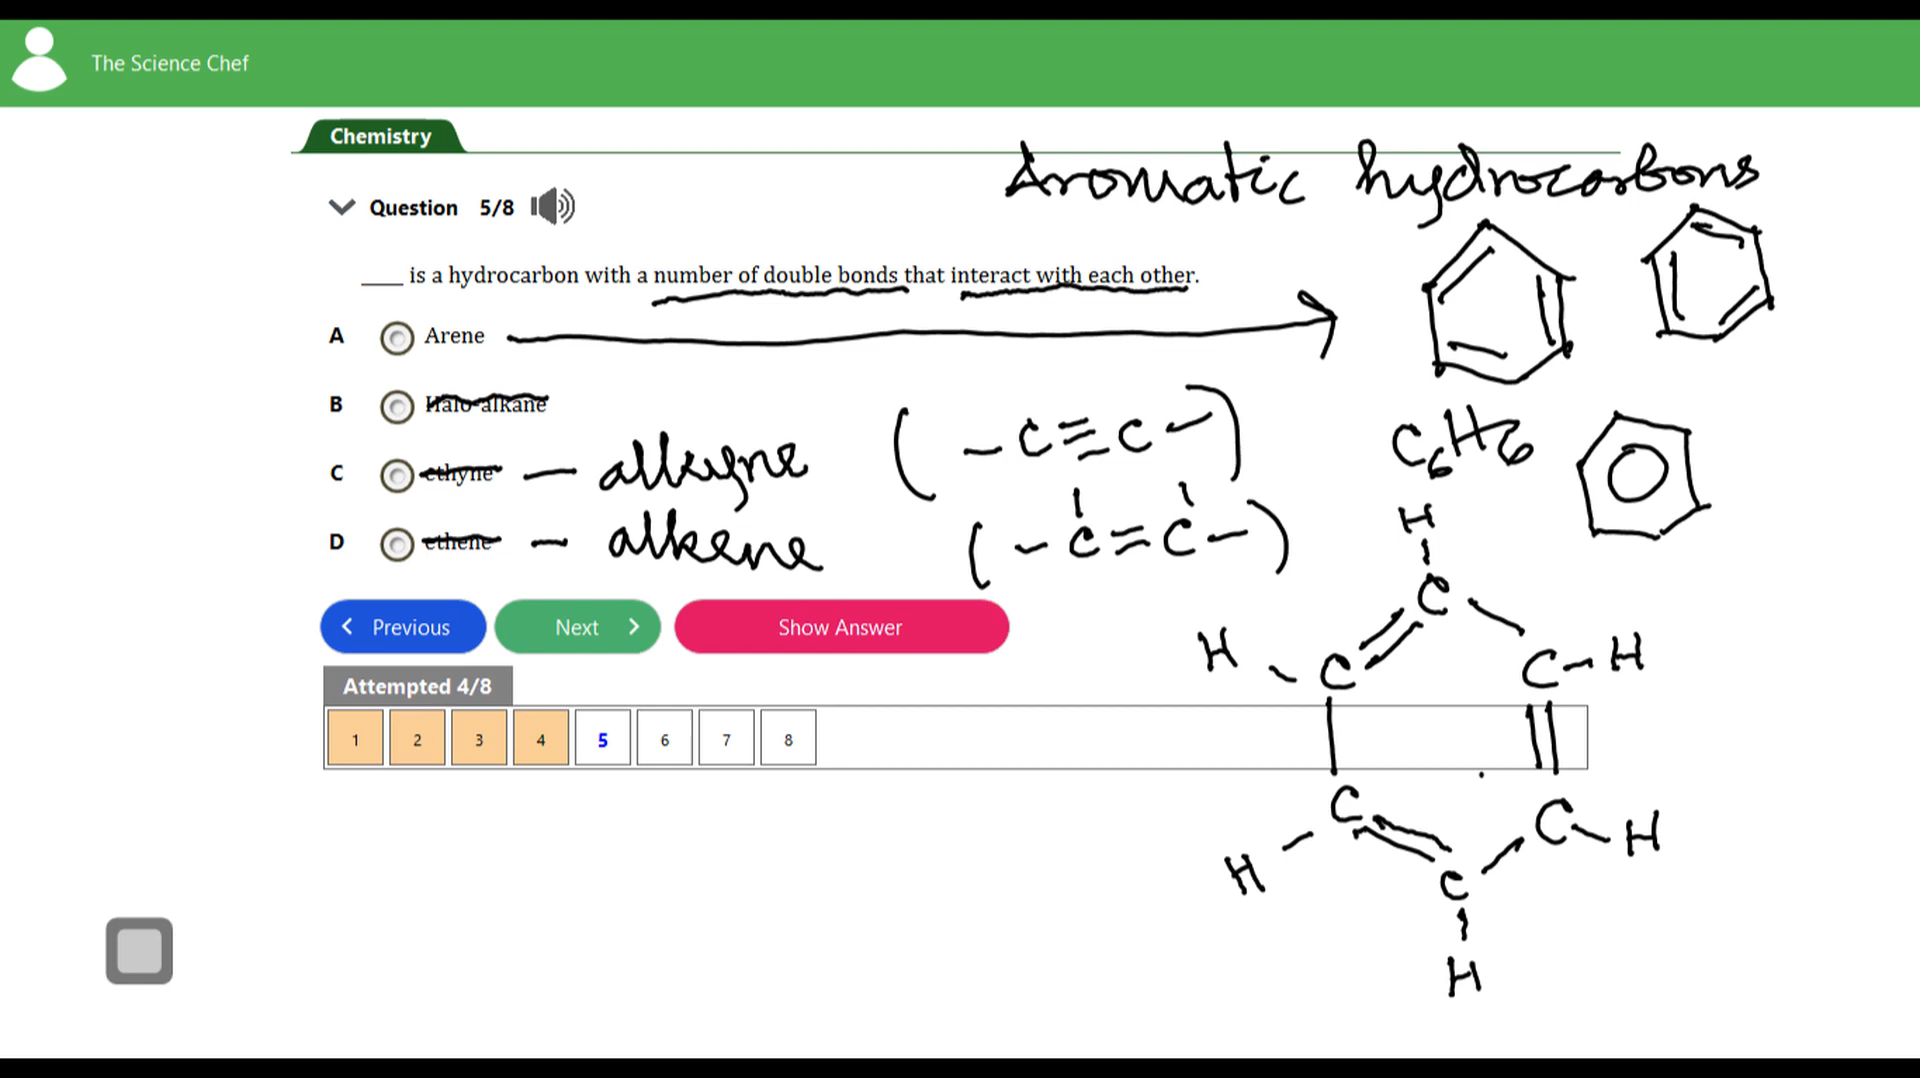 The Science Chef
Chemistry
Aromatic hydrocarbons
Question 5/8
____ is a hydrocarbon with a number of double bonds that interact with each other.
A Arene
B Halo-alkane
C ethyne — alkyne (-C≡C-)
C6H6
D ethene — alkene (-C=C-)
H
C
H C C-H
Previous Next Show Answer
Attempted 4/8
1 2 3 4 5 6 7 8
C C-H
H C
H